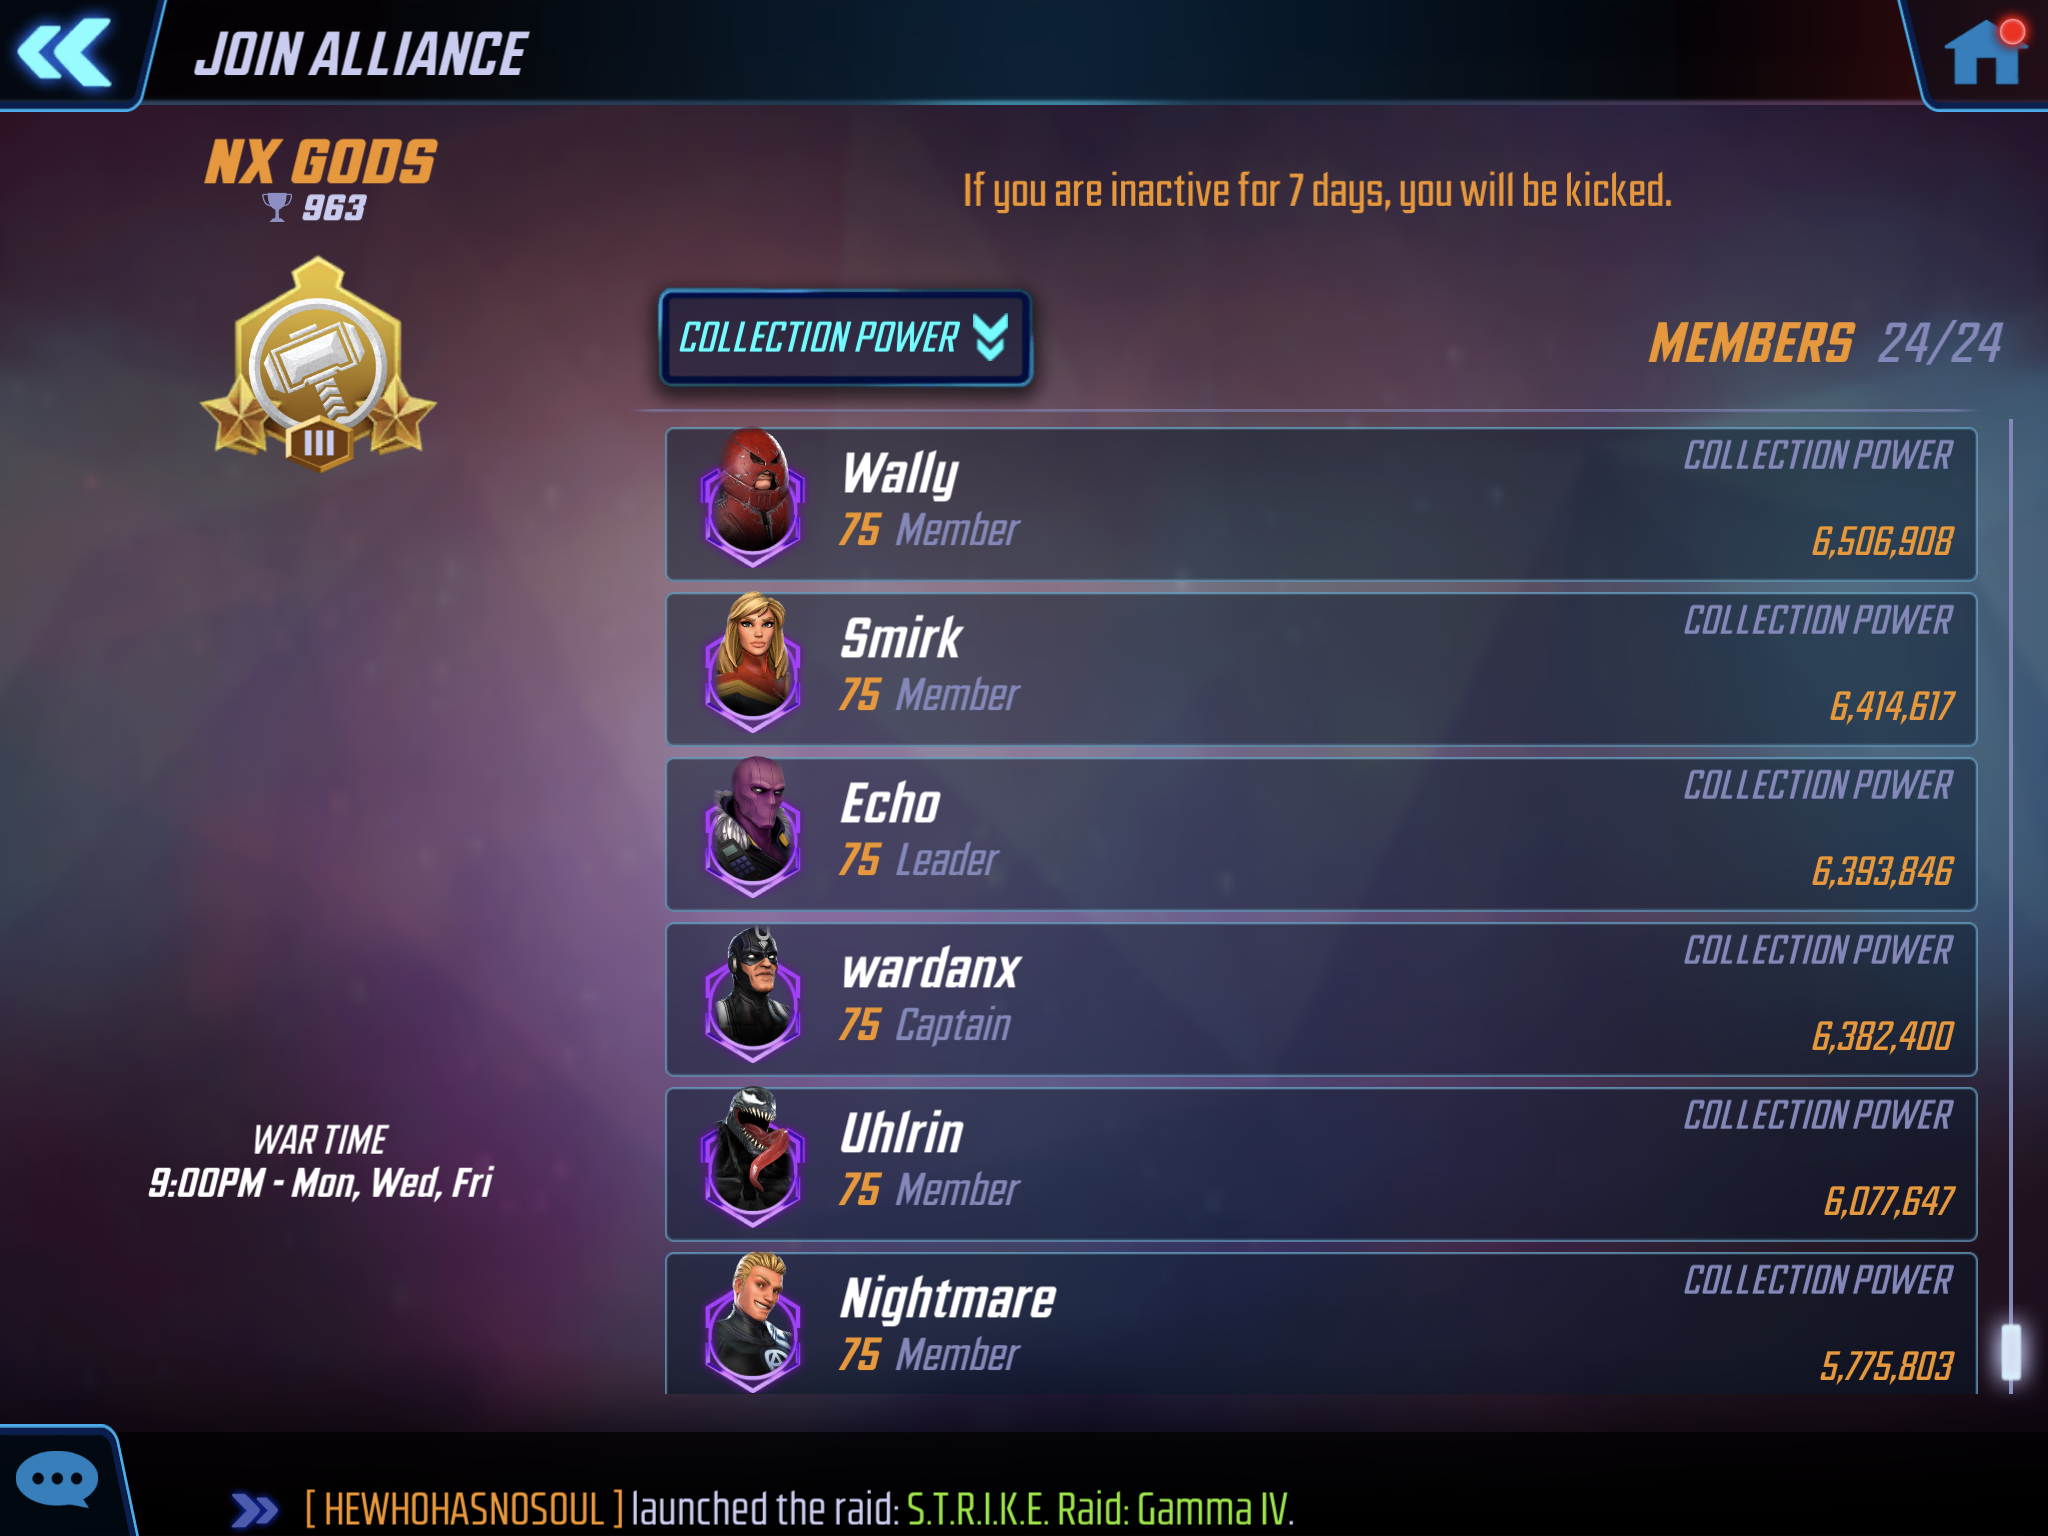 JOIN ALLIANCE
NX GODS
963
III
If you are inactive for 7 days, you will be kicked.
COLLECTION POWER
MEMBERS 24/24
Wally
75 Member
COLLECTION POWER
6,506,908
Smirk
75 Member
COLLECTION POWER
6,414,617
Echo
75 Leader
COLLECTION POWER
6,393,846
wardanx
75 Captain
COLLECTION POWER
6,382,400
Uhlrin
75 Member
COLLECTION POWER
6,077,647
Nightmare
75 Member
COLLECTION POWER
5,775,803
WAR TIME
9:00PM - Mon, Wed, Fri
[ HEWHOHASNOSOUL ] launched the raid: S.T.R.I.K.E. Raid: Gamma IV.